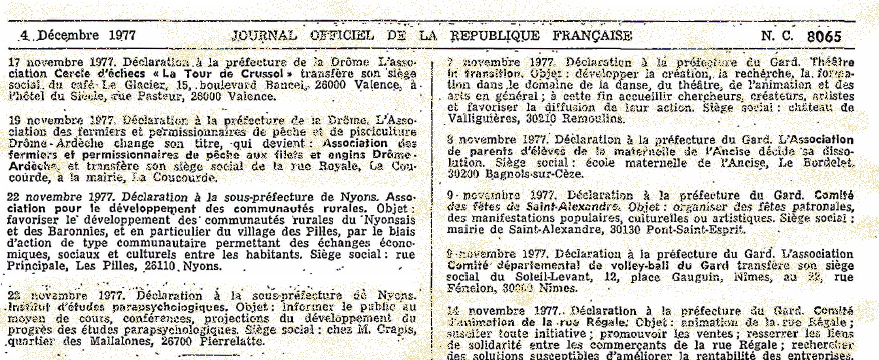 4 Décembre 1977 JOURNAL OFFICIEL DE LA REPUBLIQUE FRANÇAISE N. C. 8065
17 novembre 1977. Déclaration à la préfecture de la Drôme. L'asso-
ciation Cercle d'échecs « La Tour de Crussol » transfère son siège
social du café Le Glacier, 15, boulevard Bancel, 26000 Valence, à
l'hôtel du Siècle, rue Pasteur, 26000 Valence.
19 novembre 1977. Déclaration à la préfecture de la Drôme. L'Asso-
ciation des fermiers et permissionnaires de pêche et de pisciculture
Drôme-Ardèche change son titre, qui devient : Association des
fermiers et permissionnaires de pêche aux filets et engins Drôme-
Ardèche, et transfère son siège social de la rue Royale, La Cou-
courde, à la mairie, La Coucourde.
22 novembre 1977. Déclaration à la sous-préfecture de Nyons. Asso-
ciation pour le développement des communautés rurales. Objet :
favoriser le développement des communautés rurales du Nyonsais
et des Baronnies, et en particulier du village des Pilles, par le biais
d'action de type communautaire permettant des échanges écono-
miques, sociaux et culturels entre les habitants. Siège social : rue
Principale, Les Pilles, 26110 Nyons.
22 novembre 1977. Déclaration à la sous-préfecture de Nyons.
Institut d'études parapsychologiques. Objet : informer le public au
moyen de cours, conférences, projections du développement du
progrès des études parapsychologiques. Siège social : chez M. Crapis,
quartier des Mallalones, 26700 Pierrelatte.
7 novembre 1977. Déclaration à la préfecture du Gard. Théâtre
in transition. Objet : développer la création, la recherche, la forma-
tion dans le domaine de la danse, du théâtre, de l'animation et des
arts en général ; à cette fin accueillir chercheurs, créateurs, artistes
et favoriser la diffusion de leur action. Siège social : château de
Valliguières, 30210 Remoulins.
8 novembre 1977. Déclaration à la préfecture du Gard. L'Association
de parents d'élèves de la maternelle de l'Ancise décide sa disso-
lution. Siège social : école maternelle de l'Ancise, Le Bordelet,
30200 Bagnols-sur-Cèze.
9 novembre 1977. Déclaration à la préfecture du Gard. Comité
des fêtes de Saint-Alexandre. Objet : organiser des fêtes patronales,
des manifestations populaires, culturelles ou artistiques. Siège social :
mairie de Saint-Alexandre, 30130 Pont-Saint-Esprit.
9 novembre 1977. Déclaration à la préfecture du Gard. L'association
Comité départemental de volley-ball du Gard transfère son siège
social du Soleil-Levant, 12, place Gauguin, Nîmes, au 22, rue
Fénelon, Nîmes.
14 novembre 1977. Déclaration à la préfecture du Gard. Comité
d'animation de la rue Régale. Objet : animation de la rue Régale ;
susciter toute initiative ; promouvoir les ventes ; resserrer les liens
de solidarité entre les commerçants de la rue Régale ; rechercher
des solutions susceptibles d'améliorer la rentabilité des entreprises.